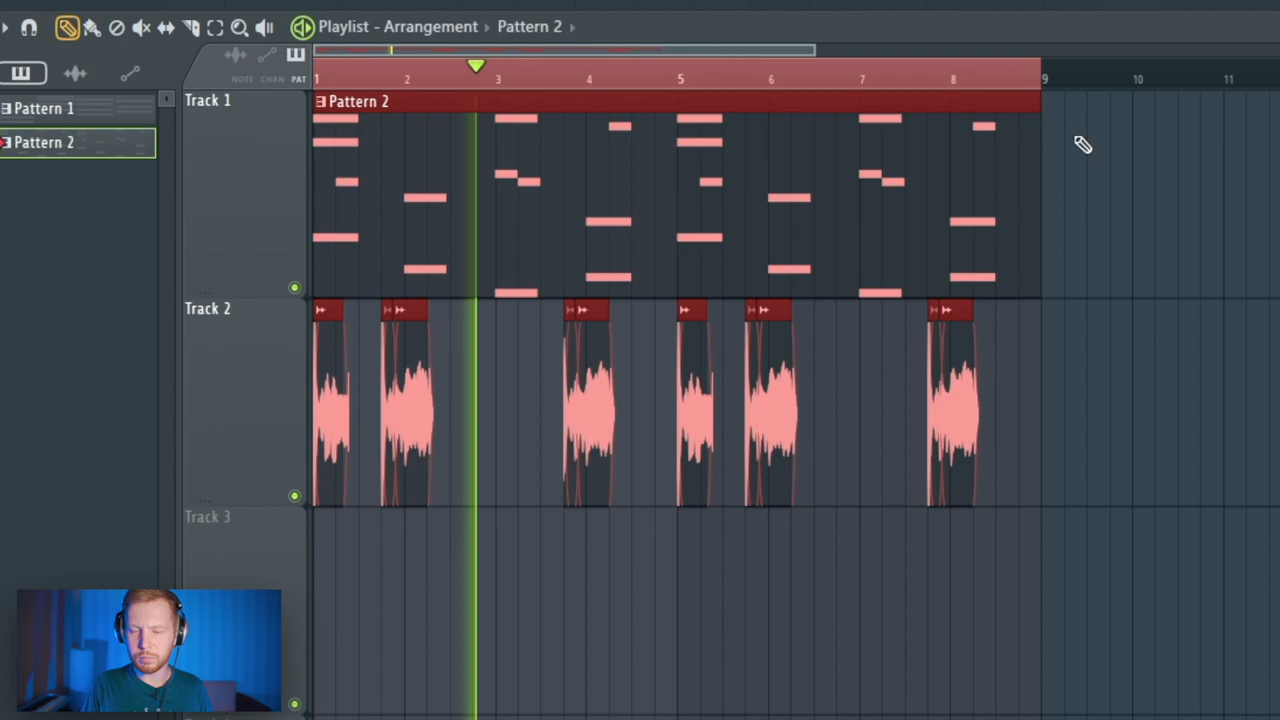 Playlist - Arrangement Pattern 2
NOTE CHAN PAT
1 2 3 4 5 6 7 8 9 10 11
Pattern 1
Pattern 2
Track 1
Pattern 2
Track 2
Track 3